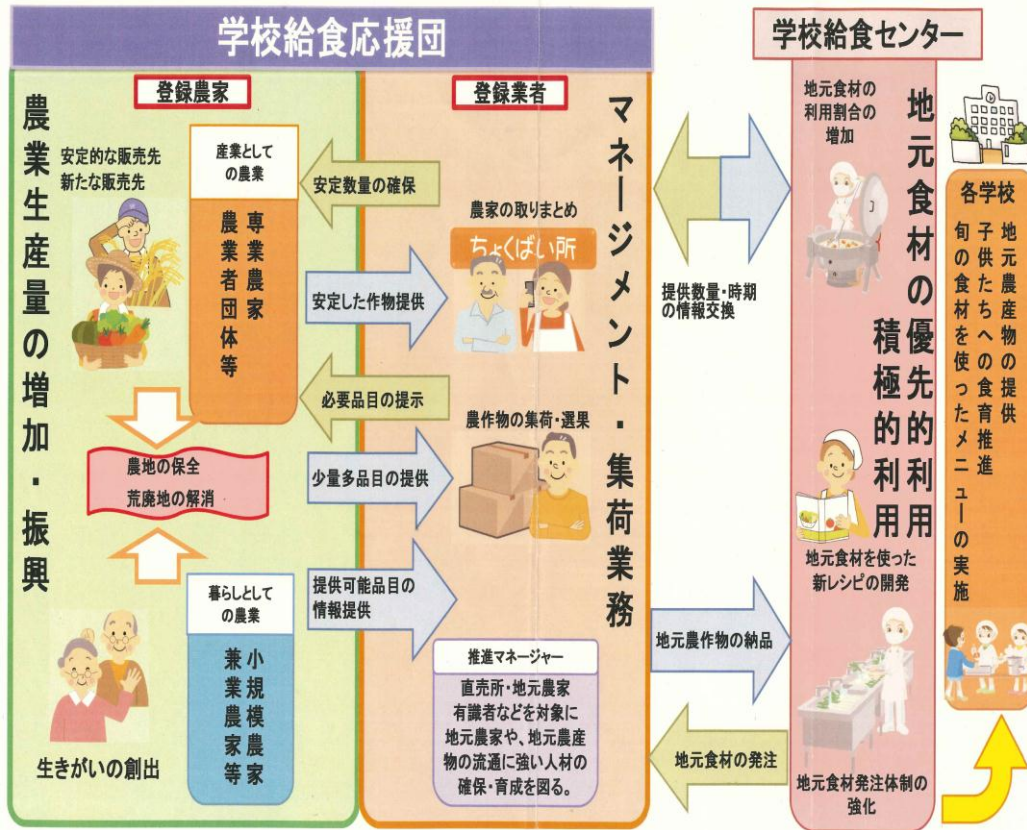 学校給食応援団
学校給食センター
登録農家
登録業者
農業生産量の増加・振興
安定的な販売先
新たな販売先
産業として
の農業
専業農家
農業者団体等
農地の保全
荒廃地の解消
暮らしとして
の農業
小規模農家
兼業農家等
生きがいの創出
安定数量の確保
安定した作物提供
必要品目の提示
少量多品目の提供
提供可能品目の
情報提供
農家の取りまとめ
ちょくばい所
農作物の集荷・選果
推進マネージャー
直売所・地元農家
有識者などを対象に
地元農家や、地元農産
物の流通に強い人材の
確保・育成を図る。
マネージメント・集荷業務
提供数量・時期
の情報交換
地元農作物の納品
地元食材の発注
地元食材の
利用割合の
増加
地元食材の優先的利用
積極的利用
地元食材を使った
新レシピの開発
地元食材発注体制の
強化
各学校
地元農産物の提供
子供たちへの食育推進
旬の食材を使ったメニューの実施